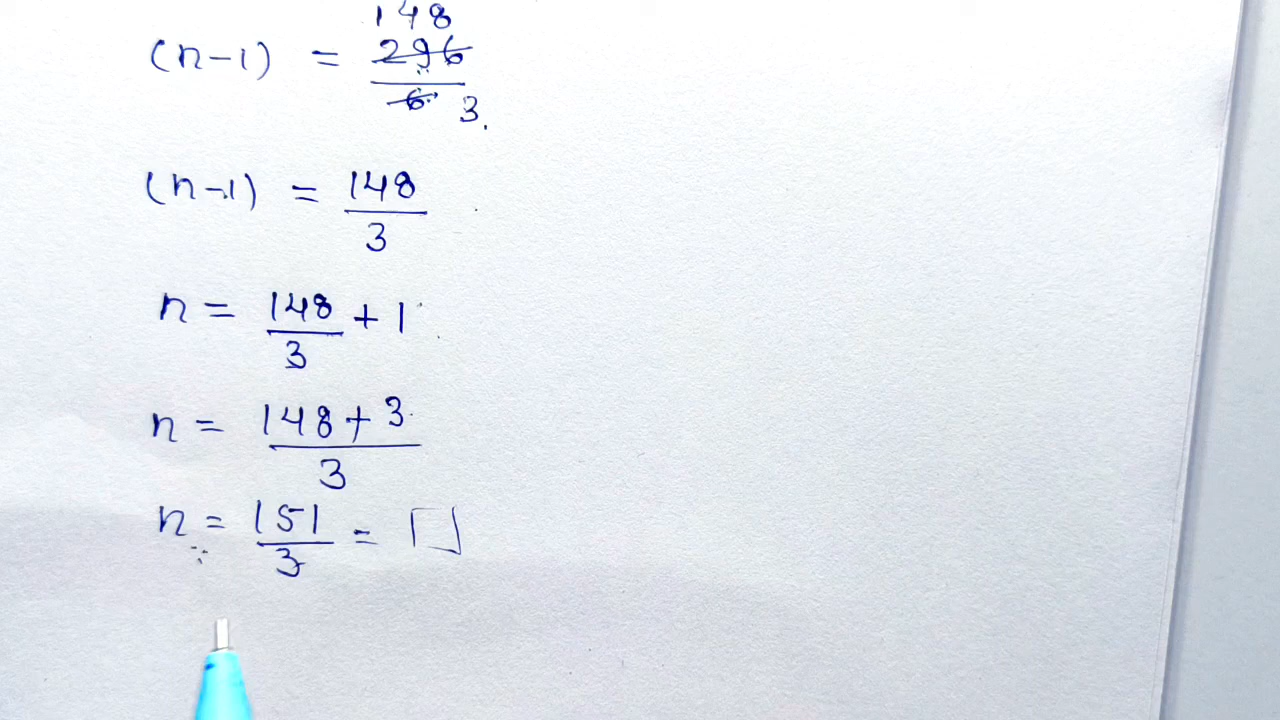 148
(n-1) = 296
6 3.
(n-1) = 148
3
n = 148 + 1
3
n = 148 + 3
3
n = 151 =
3